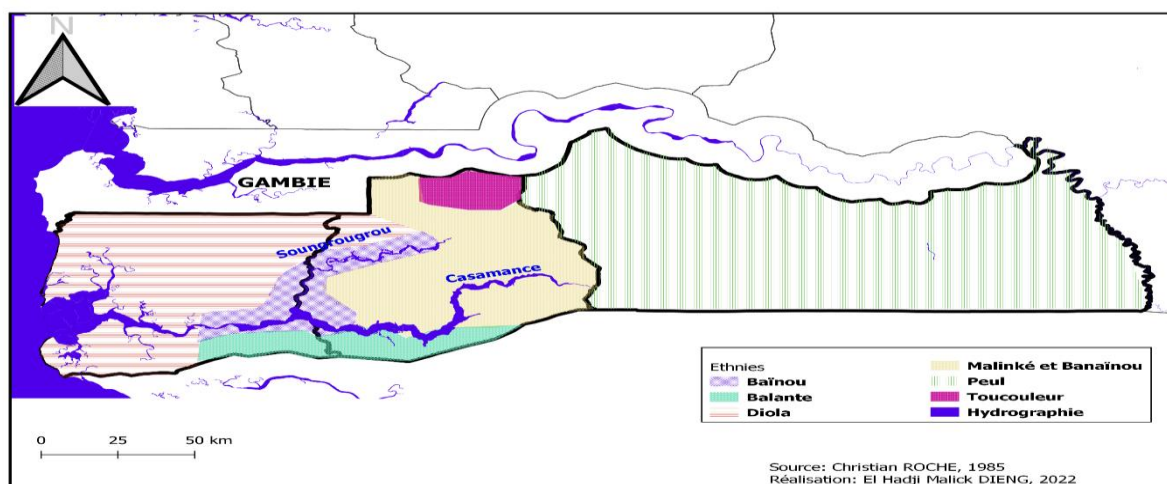 N
GAMBIE
Soungrougrou
Casamance
Ethnies
Baïnou
Balante
Diola
Malinké et Banaïnou
Peul
Toucouleur
Hydrographie
0 25 50 km
Source: Christian ROCHE, 1985
Réalisation: El Hadji Malick DIENG, 2022